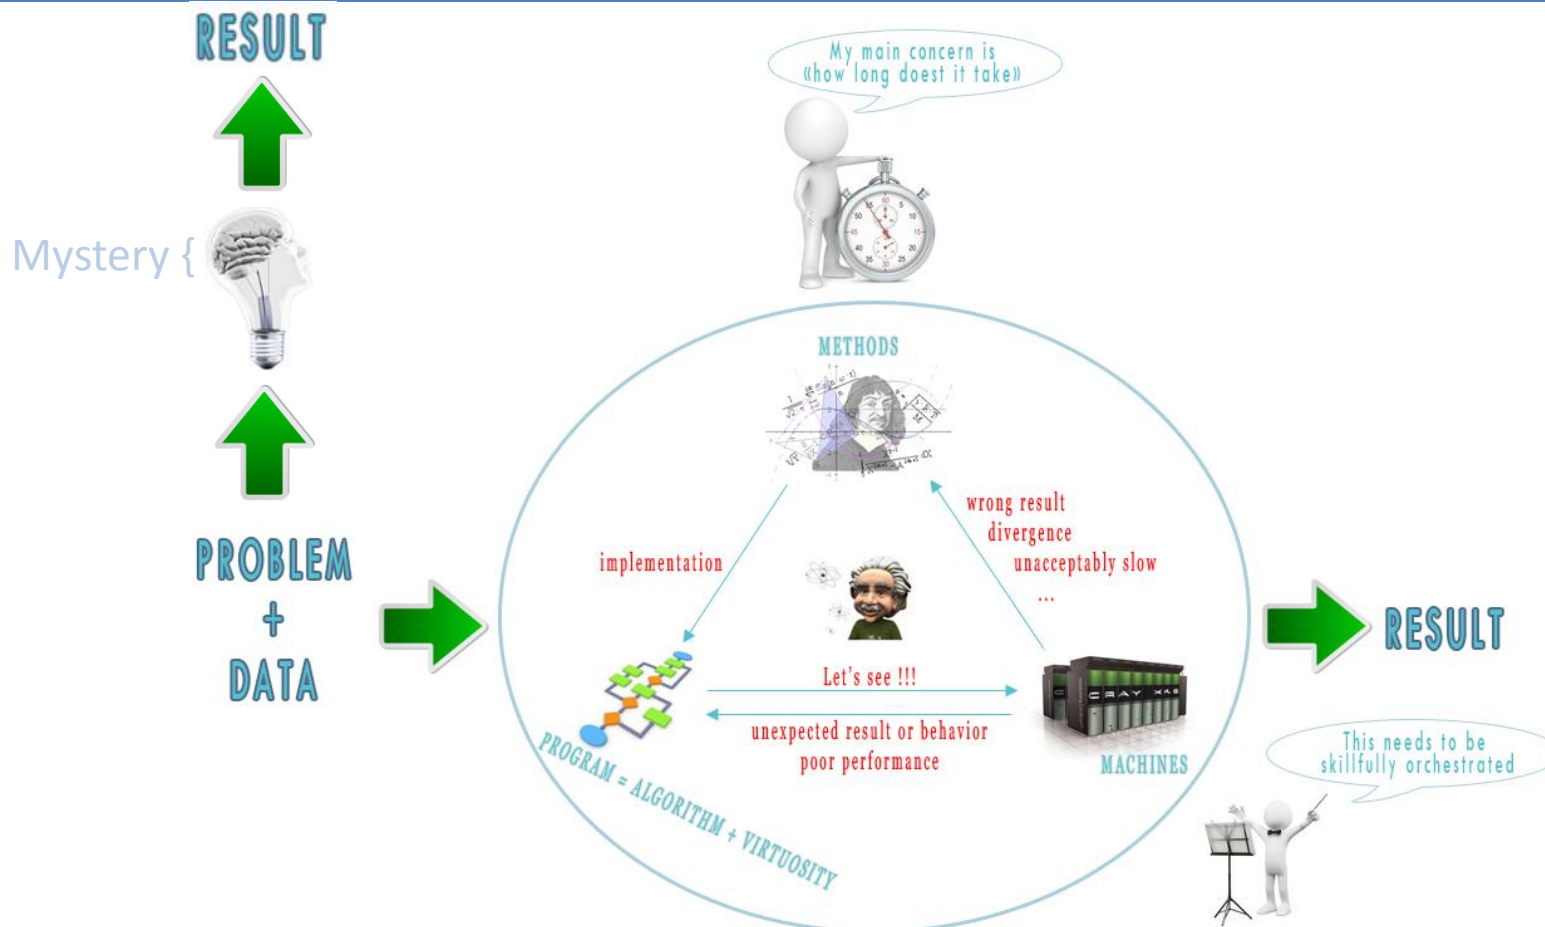 RESULT
My main concern is
«how long doest it take»
Mystery {
METHODS
wrong result
divergence
unacceptably slow
...
implementation
PROBLEM
+
DATA
RESULT
Let's see !!!
CRAY XK6
unexpected result or behavior
poor performance
MACHINES
PROGRAM = ALGORITHM + VIRTUOSITY
This needs to be
skillfully orchestrated